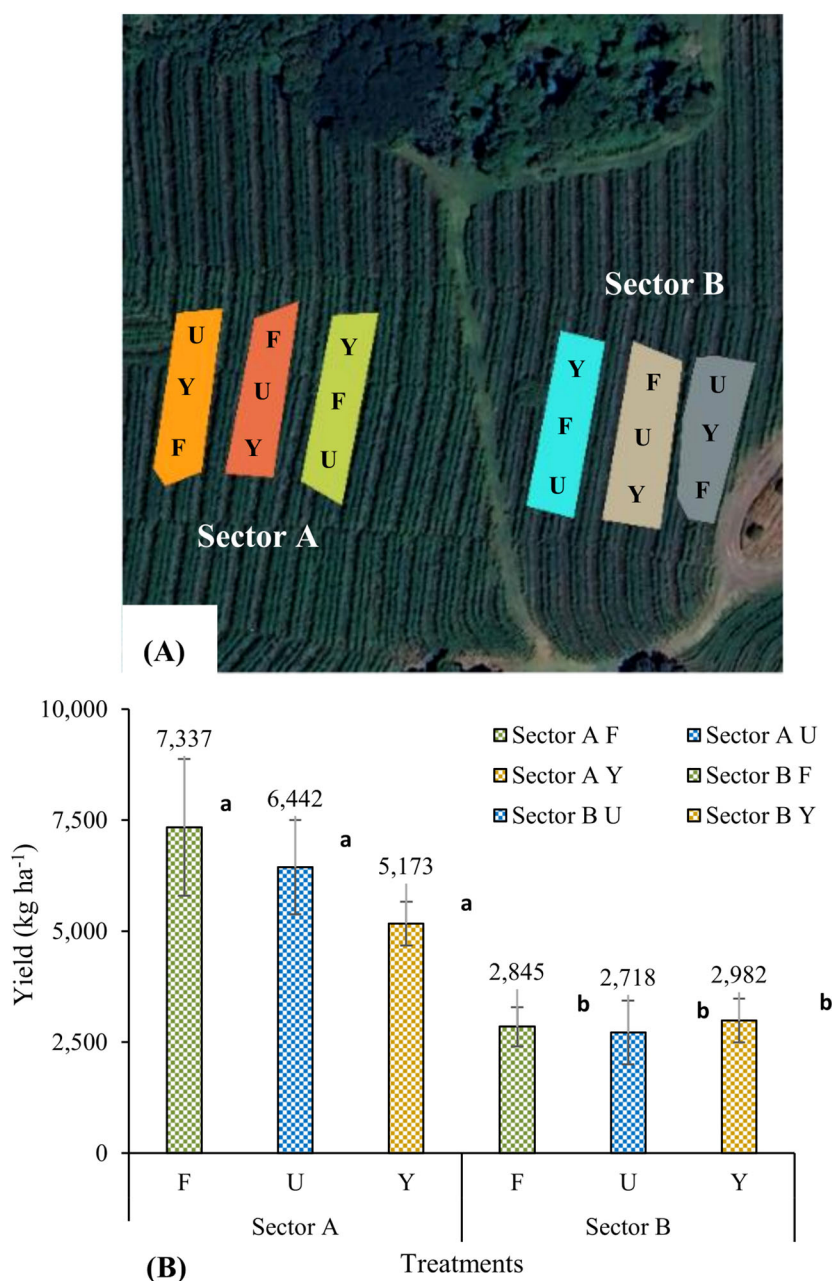 Sector B
U
Y
F
F
U
Y
Y
F
U
Y
F
U
F
U
Y
U
Y
F
Sector A
(A)
10,000
7,500
5,000
2,500
0
Yield (kg ha⁻¹)
7,337
6,442
5,173
2,845
2,718
2,982
a
a
a
b
b
b
Sector A F
Sector A U
Sector A Y
Sector B F
Sector B U
Sector B Y
F
U
Y
F
U
Y
Sector A
Sector B
(B)
Treatments